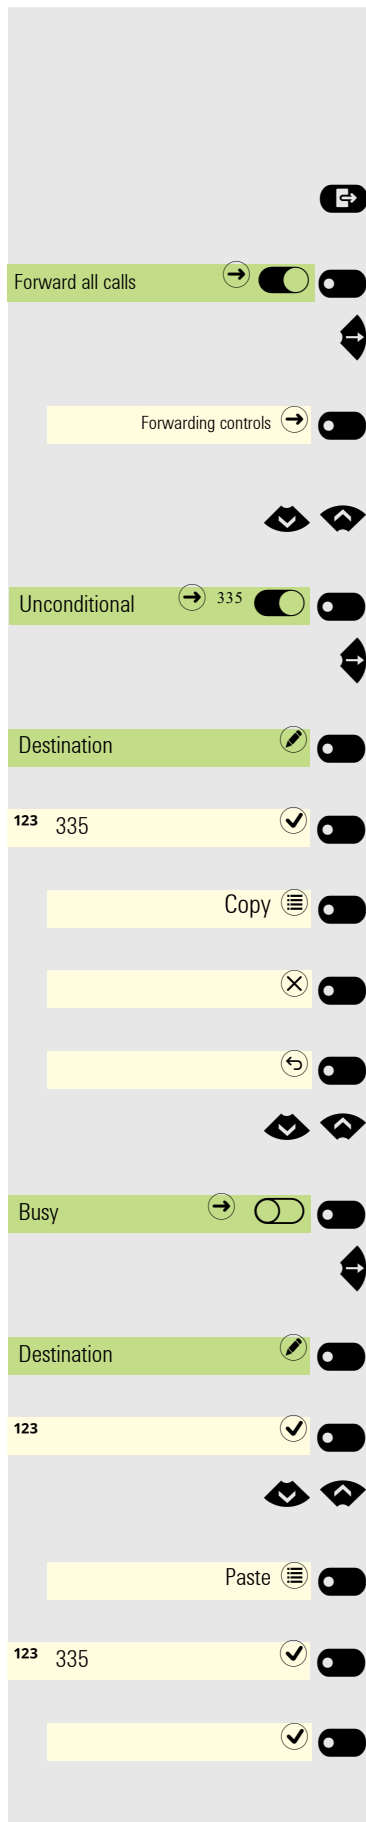 Forward all calls
Forwarding controls
Unconditional 335
Destination
123 335
Copy
Busy
Destination
123
Paste
123 335